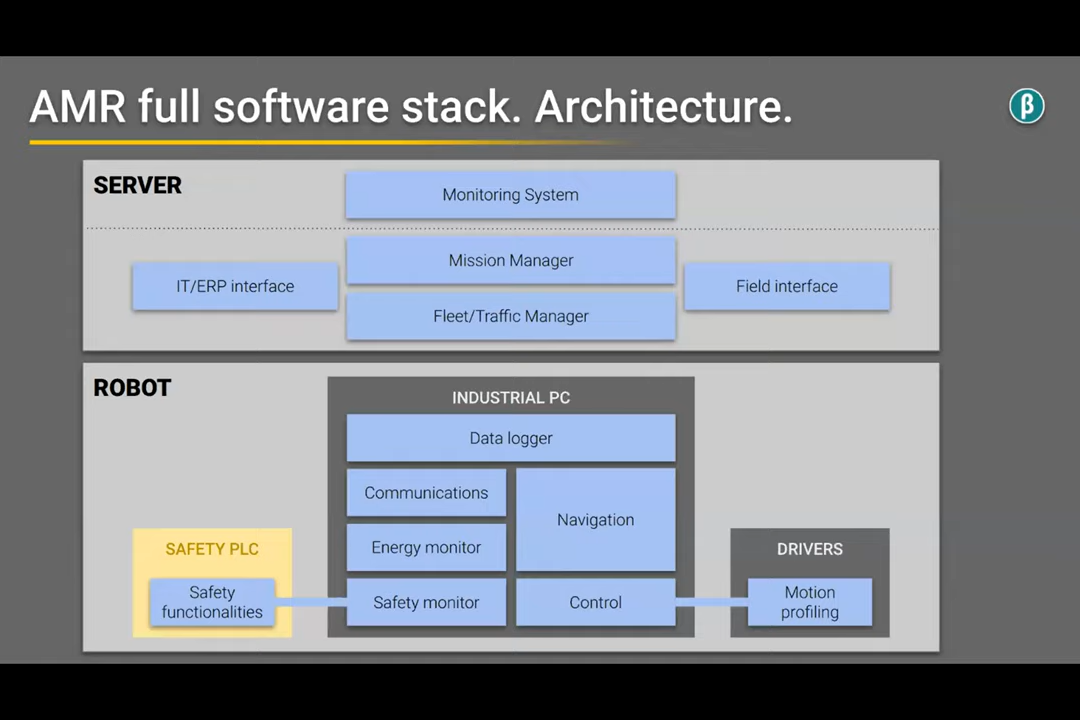 AMR full software stack. Architecture.
β
SERVER
Monitoring System
Mission Manager
IT/ERP interface
Field interface
Fleet/Traffic Manager
ROBOT
INDUSTRIAL PC
Data logger
Communications
Navigation
Energy monitor
SAFETY PLC
DRIVERS
Safety
functionalities
Safety monitor
Control
Motion
profiling